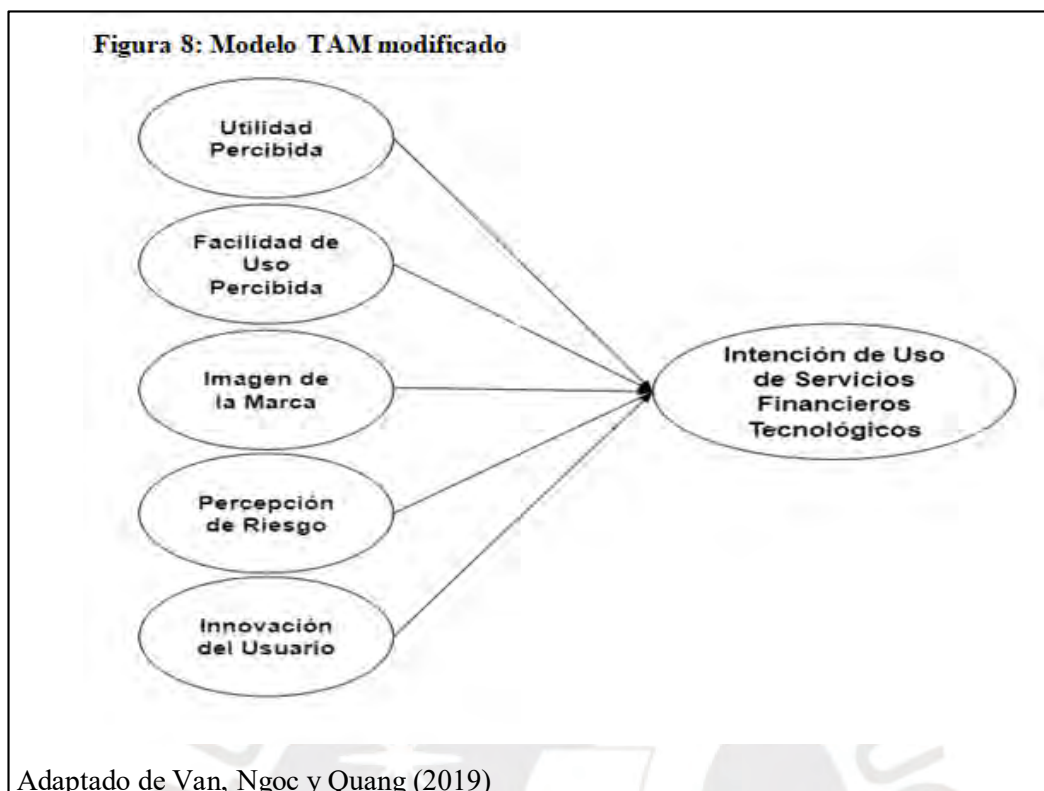 Figura 8: Modelo TAM modificado
Utilidad
Percibida
Facilidad de
Uso
Percibida
Imagen de
la Marca
Percepción
de Riesgo
Innovación
del Usuario
Intención de Uso
de Servicios
Financieros
Tecnológicos
Adaptado de Van, Ngoc y Quang (2019)